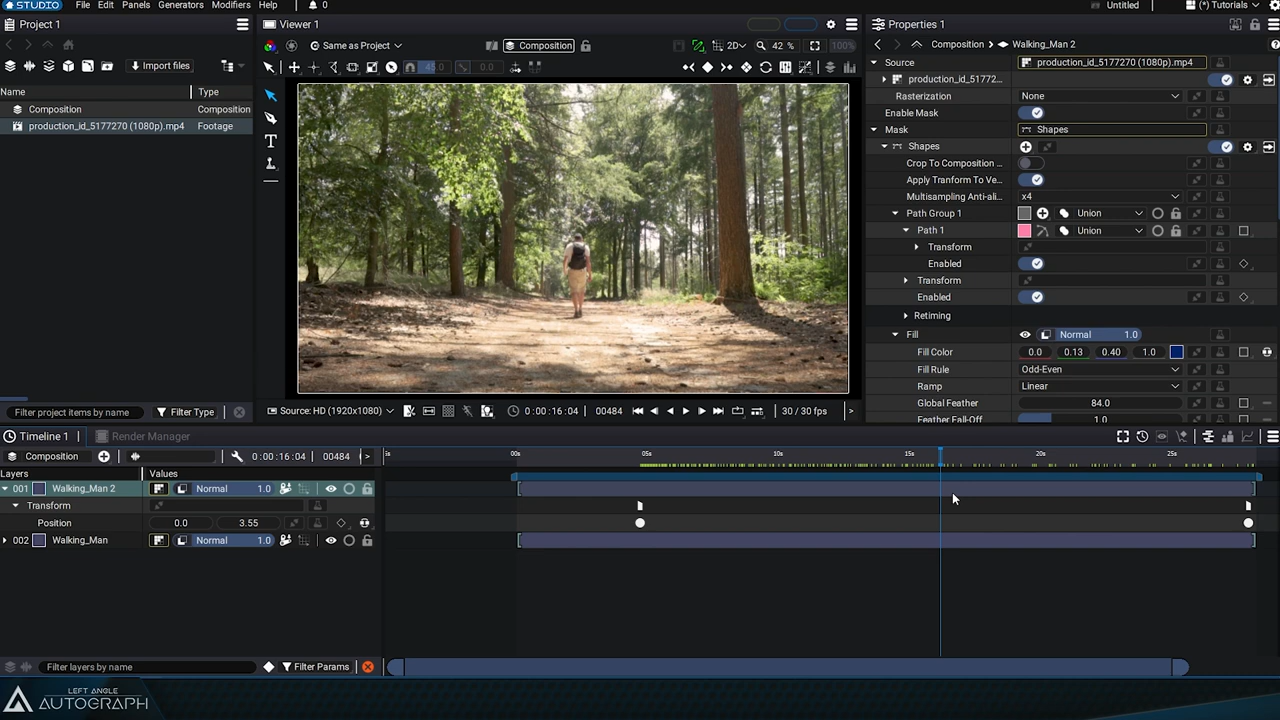 STUDIO File Edit Panels Generators Modifiers Help 0 Untitled (*) Tutorials
Project 1
Import files
Name Type
Composition Composition
production_id_5177270 (1080p).mp4 Footage
Filter project items by name Filter Type
Viewer 1
Same as Project Composition 2D 42 % 100%
45.0 0.0
T
Source: HD (1920x1080) 0:00:16:04 00484 30 / 30 fps >
Properties 1
Composition > Walking_Man 2
Source production_id_5177270 (1080p).mp4
production_id_51772...
Rasterization None
Enable Mask
Mask Shapes
Shapes
Crop To Composition ...
Apply Tranform To Ve...
Multisampling Anti-ali... x4
Path Group 1 Union
Path 1 Union
Transform
Enabled
Transform
Enabled
Retiming
Fill Normal 1.0
Fill Color 0.0 0.13 0.40 1.0
Fill Rule Odd-Even
Ramp Linear
Global Feather 84.0
Feather Fall-Off 1.0
Timeline 1 Render Manager
Composition 0:00:16:04 00484 > s 00s 05s 10s 15s 20s 25s
Layers Values
001 Walking_Man 2 Normal 1.0
Transform
Position 0.0 3.55
002 Walking_Man Normal 1.0
Filter layers by name Filter Params
LEFT ANGLE
AUTOGRAPH